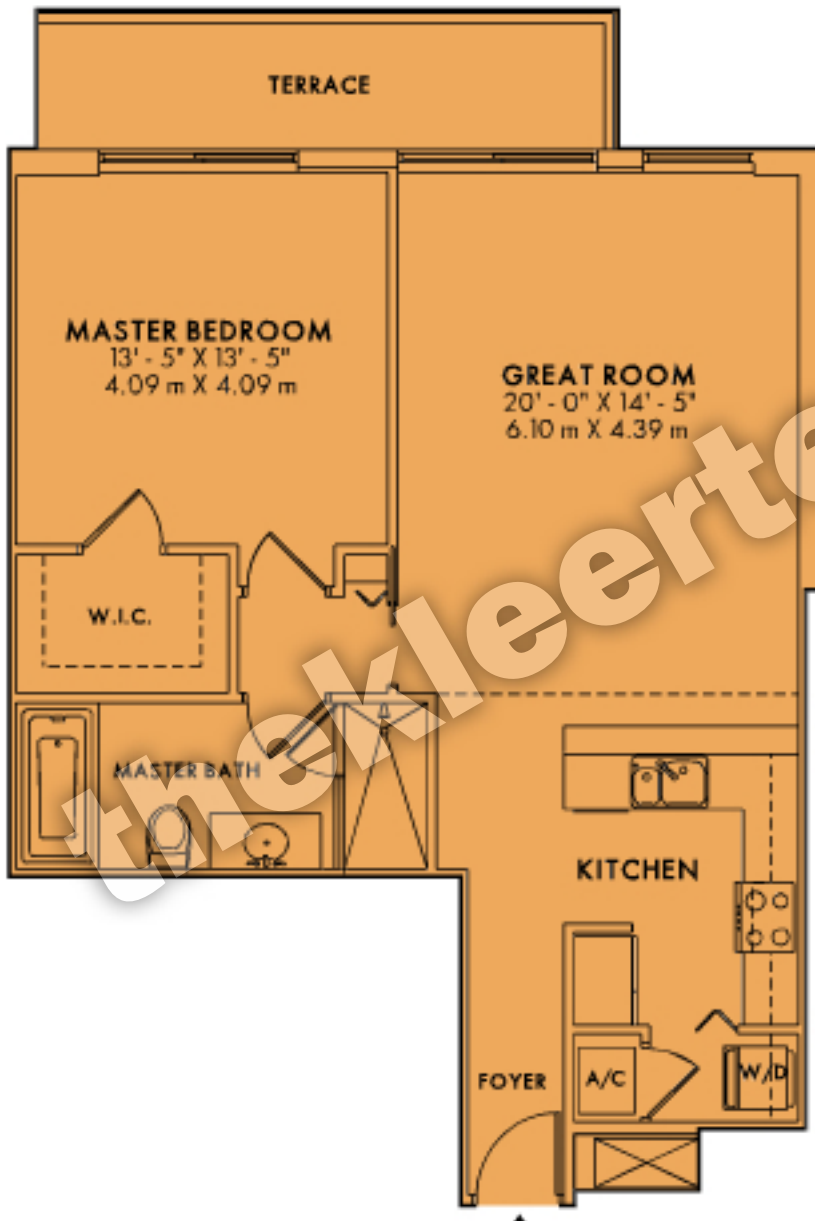 TERRACE
MASTER BEDROOM
13' - 5" X 13' - 5"
4.09 m X 4.09 m
GREAT ROOM
20' - 0" X 14' - 5"
6.10 m X 4.39 m
thekleerte
W.I.C.
MASTER BATH
KITCHEN
FOYER
A/C
W/D